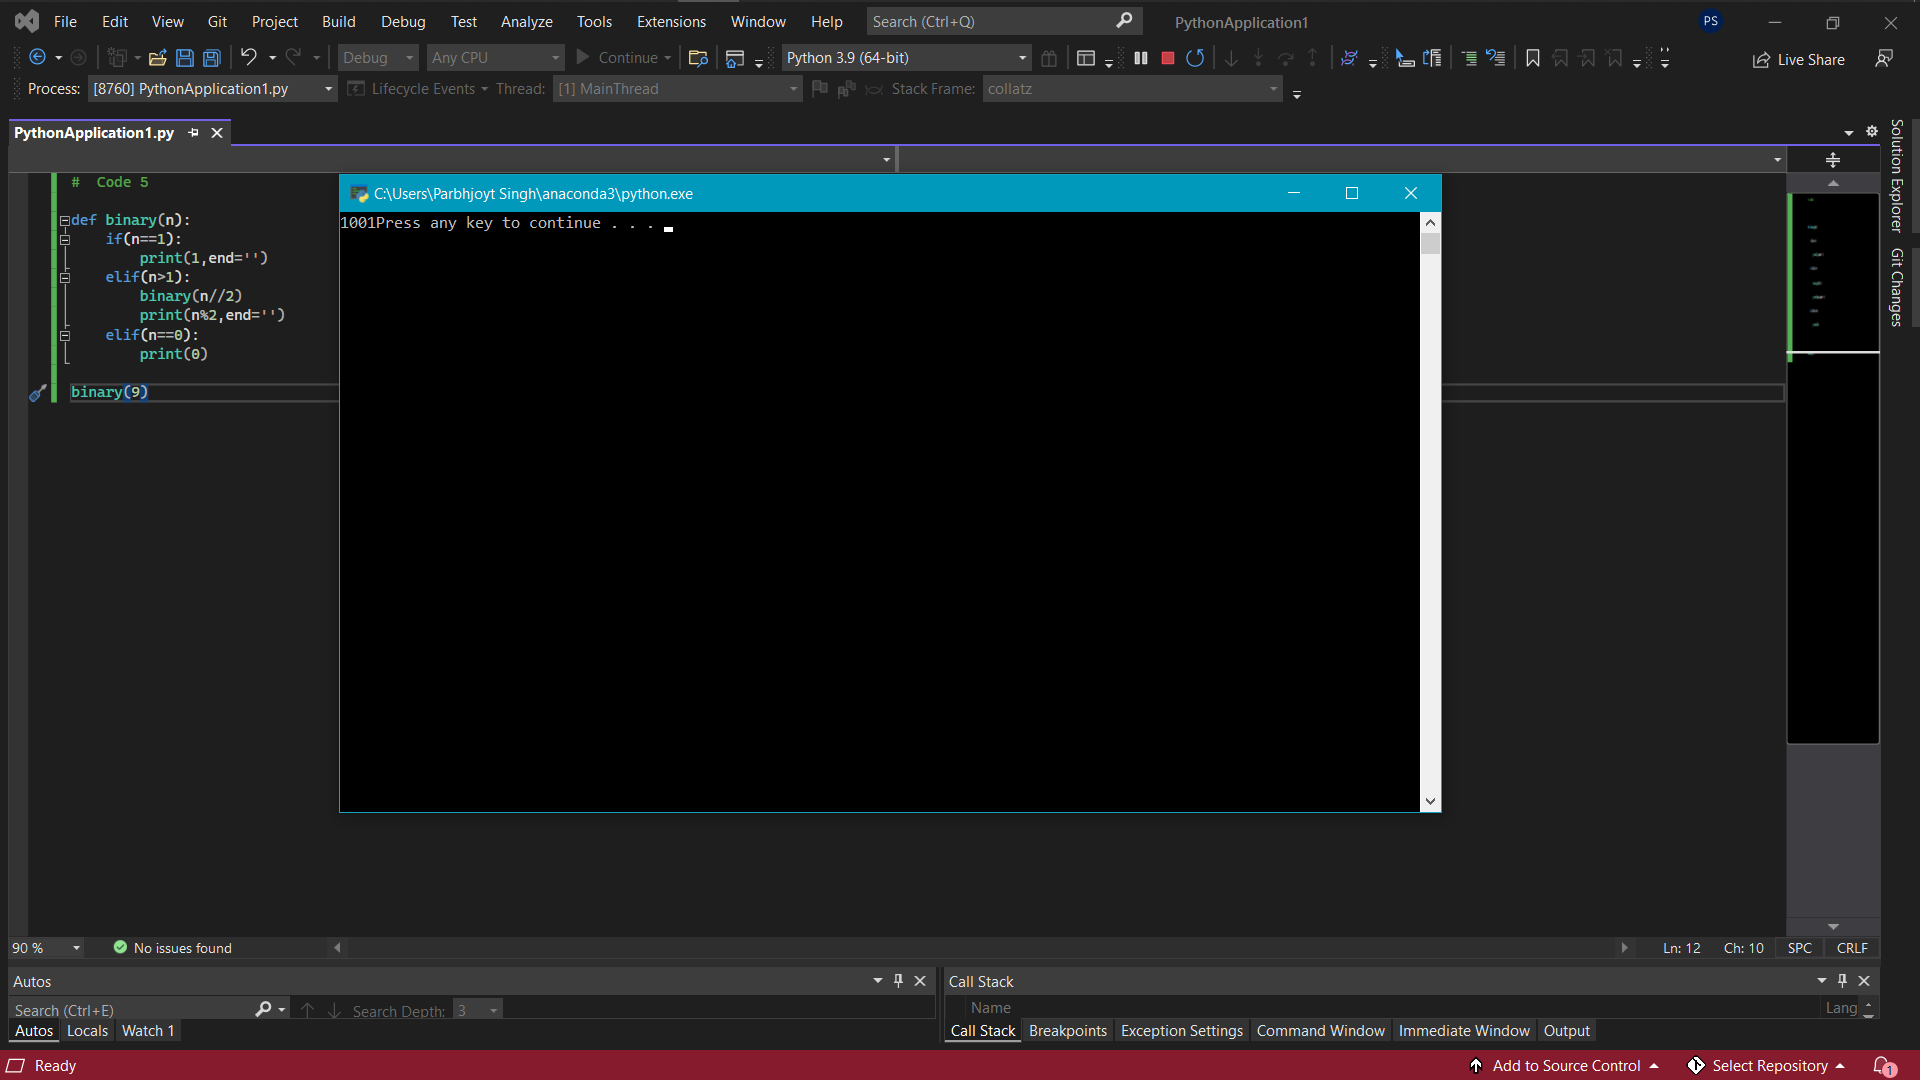 File Edit View Git Project Build Debug Test Analyze Tools Extensions Window Help Search (Ctrl+Q) PythonApplication1 PS
Debug Any CPU Continue Python 3.9 (64-bit) Live Share
Process: [8760] PythonApplication1.py Lifecycle Events Thread: [1] MainThread Stack Frame: collatz
PythonApplication1.py
Solution Explorer
Git Changes
# Code 5
def binary(n):
if(n==1):
print(1,end='')
elif(n>1):
binary(n//2)
print(n%2,end='')
elif(n==0):
print(0)
binary(9)
C:\Users\Parbhjoyt Singh\anaconda3\python.exe
1001Press any key to continue . . .
90 % No issues found Ln: 12 Ch: 10 SPC CRLF
Autos
Search (Ctrl+E) Search Depth: 3
Autos Locals Watch 1
Call Stack
Name Lang
Call Stack Breakpoints Exception Settings Command Window Immediate Window Output
Ready Add to Source Control Select Repository 1